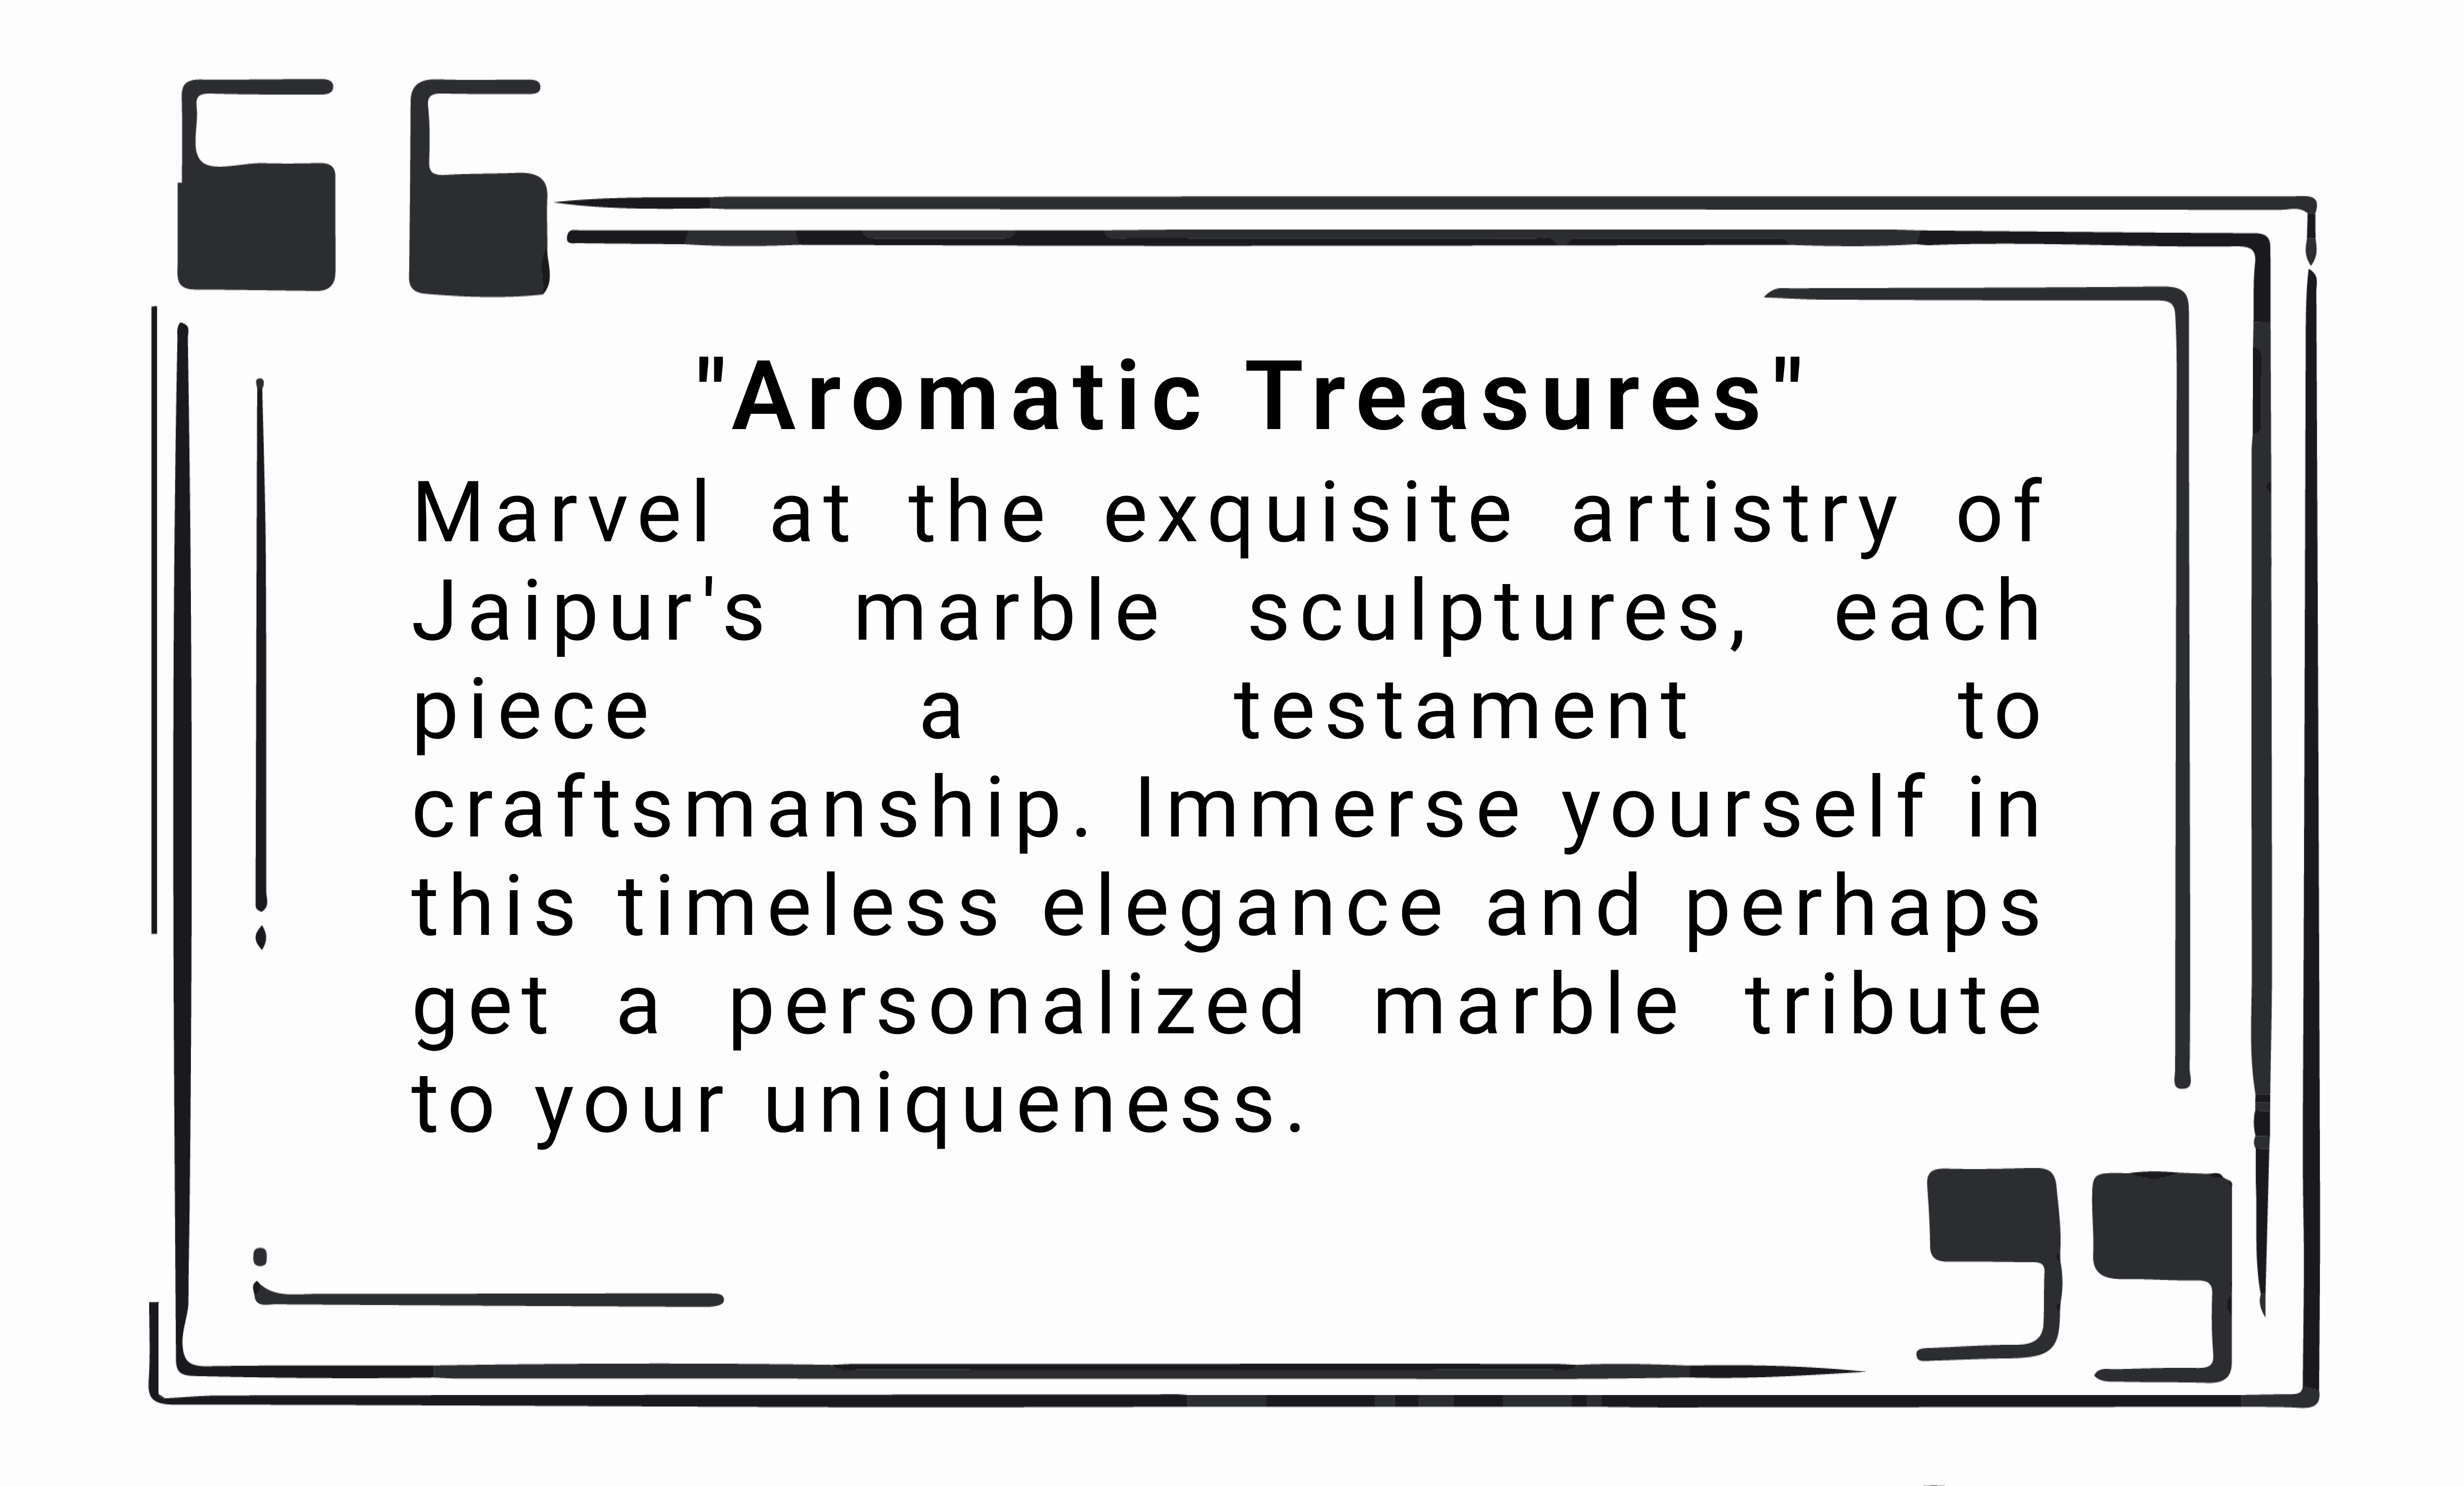 "Aromatic Treasures"
Marvel at the exquisite artistry of
Jaipur's marble sculptures, each
piece a testament to
craftsmanship. Immerse yourself in
this timeless elegance and perhaps
get a personalized marble tribute
to your uniqueness.